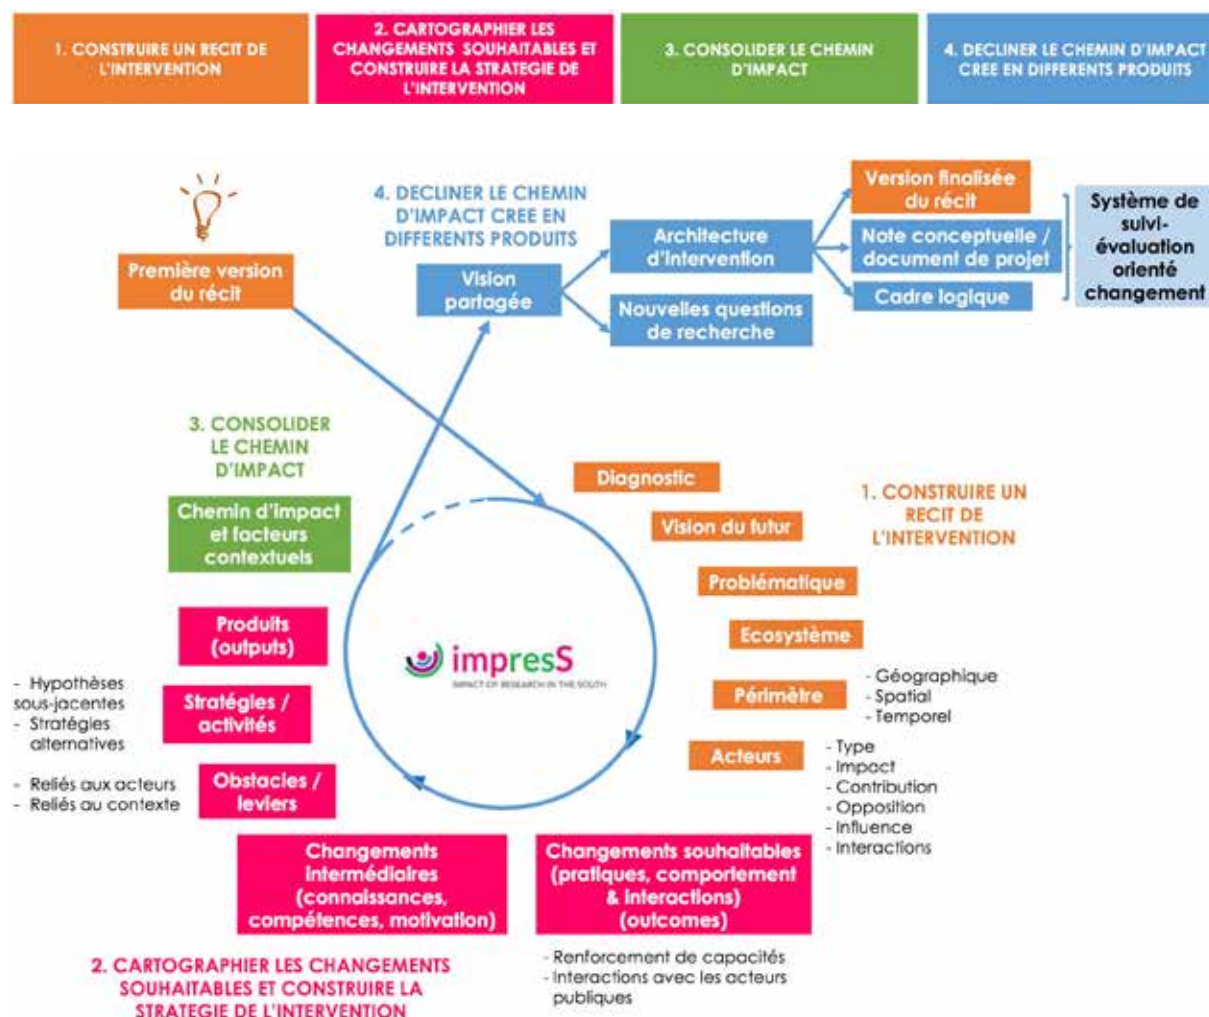 1. CONSTRUIRE UN RECIT DE
L'INTERVENTION
2. CARTOGRAPHIER LES
CHANGEMENTS SOUHAITABLES ET
CONSTRUIRE LA STRATEGIE DE
L'INTERVENTION
3. CONSOLIDER LE CHEMIN
D'IMPACT
4. DECLINER LE CHEMIN D'IMPACT
CREE EN DIFFERENTS PRODUITS
Première version
du récit
4. DECLINER LE CHEMIN
D'IMPACT CREE EN
DIFFERENTS PRODUITS
Vision
partagée
Architecture
d'intervention
Nouvelles questions
de recherche
Version finalisée
du récit
Note conceptuelle /
document de projet
Cadre logique
Système de
suivi-
évaluation
orienté
changement
3. CONSOLIDER
LE CHEMIN
D'IMPACT
Chemin d'impact
et facteurs
contextuels
Diagnostic
Vision du futur
Problématique
Ecosystème
Périmètre
Acteurs
1. CONSTRUIRE UN
RECIT DE
L'INTERVENTION
- Géographique
- Spatial
- Temporel
- Type
- Impact
- Contribution
- Opposition
- Influence
- Interactions
impresS
IMPACT OF RESEARCH IN THE SOUTH
Produits
(outputs)
- Hypothèses
sous-jacentes
- Stratégies
alternatives
Stratégies /
activités
- Reliés aux acteurs
- Reliés au contexte
Obstacles /
leviers
Changements
intermédiaires
(connaissances,
compétences, motivation)
Changements souhaitables
(pratiques, comportement
& interactions)
(outcomes)
- Renforcement de capacités
- Interactions avec les acteurs
publiques
2. CARTOGRAPHIER LES CHANGEMENTS
SOUHAITABLES ET CONSTRUIRE LA
STRATEGIE DE L'INTERVENTION